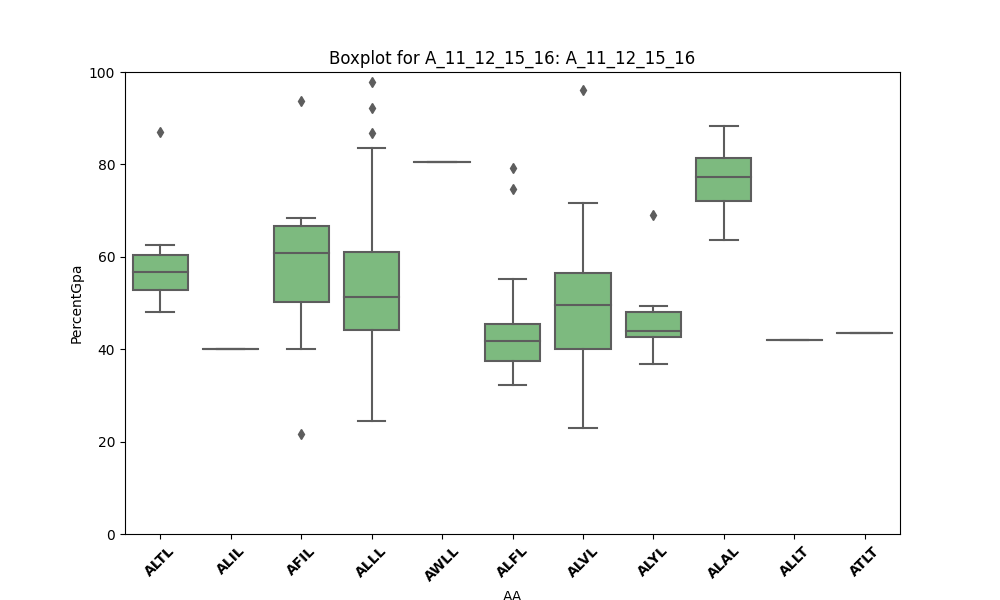 Boxplot for A_11_12_15_16: A_11_12_15_16
100
80
60
40
20
0
PercentGpa
ALTL ALIL AFIL ALLL AWLL ALFL ALVL ALYL ALAL ALLT ATLT
AA